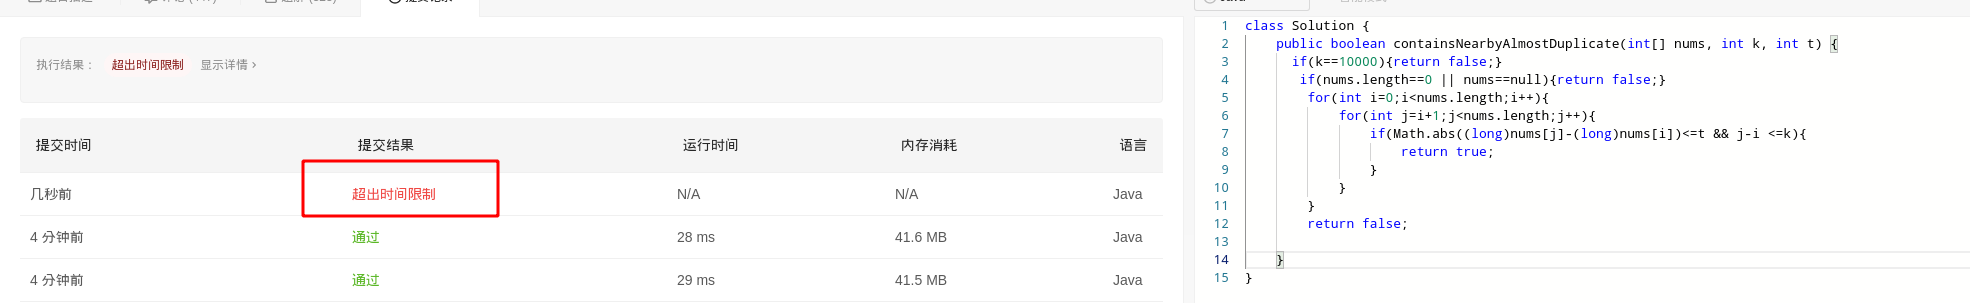 执行结果： 超出时间限制 显示详情 ›
提交时间 提交结果 运行时间 内存消耗 语言
几秒前 超出时间限制 N/A N/A Java
4 分钟前 通过 28 ms 41.6 MB Java
4 分钟前 通过 29 ms 41.5 MB Java
1 class Solution {
2 public boolean containsNearbyAlmostDuplicate(int[] nums, int k, int t) {
3 if(k==10000){return false;}
4 if(nums.length==0 || nums==null){return false;}
5 for(int i=0;i<nums.length;i++){
6 for(int j=i+1;j<nums.length;j++){
7 if(Math.abs((long)nums[j]-(long)nums[i])<=t && j-i <=k){
8 return true;
9 }
10 }
11 }
12 return false;
13
14 }
15 }